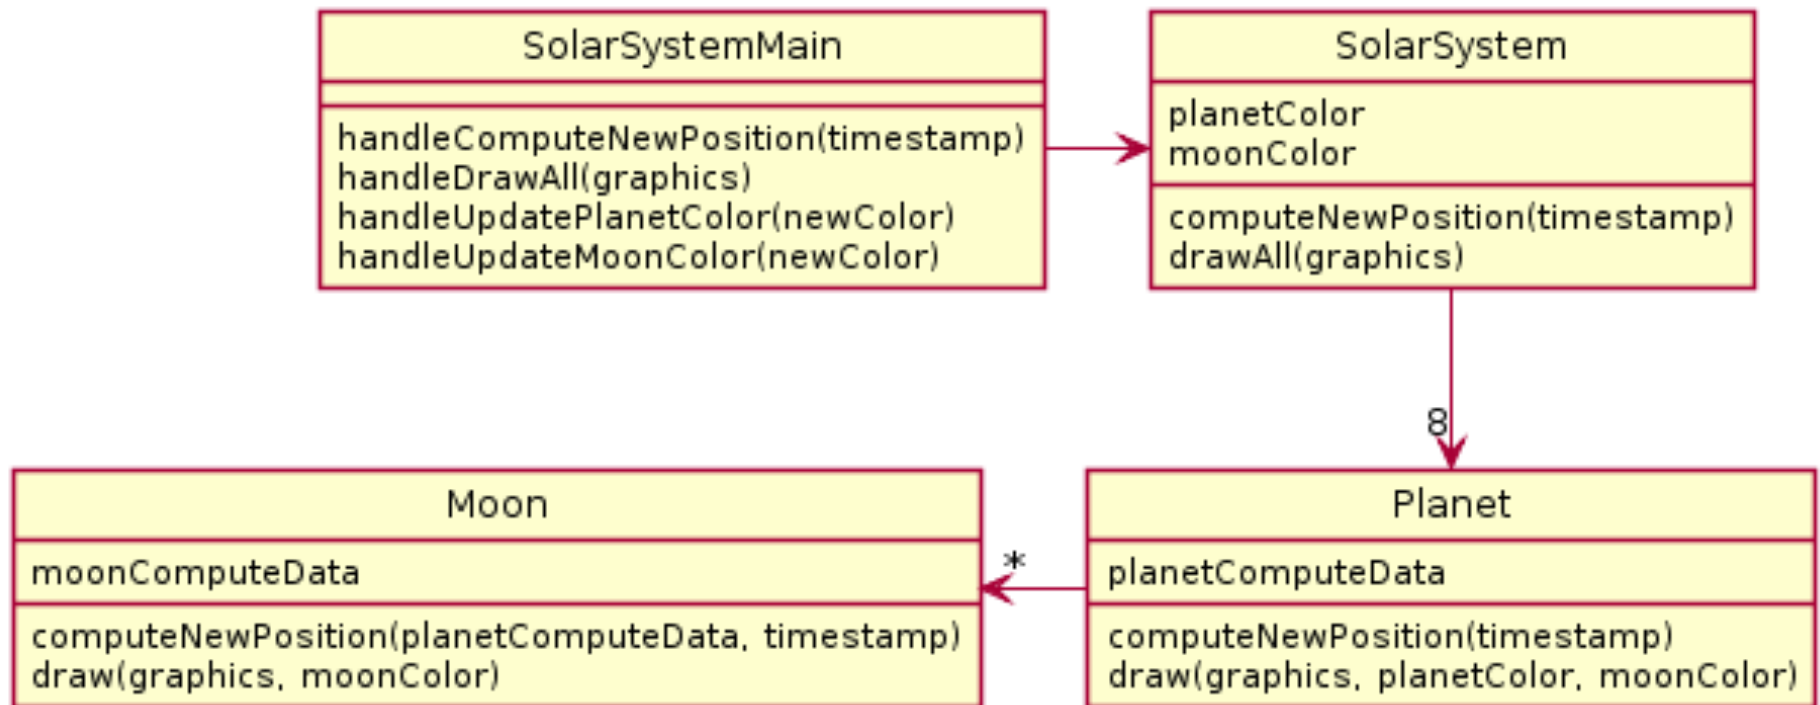 SolarSystemMain
handleComputeNewPosition(timestamp)
handleDrawAll(graphics)
handleUpdatePlanetColor(newColor)
handleUpdateMoonColor(newColor)
SolarSystem
planetColor
moonColor
computeNewPosition(timestamp)
drawAll(graphics)
8
Moon
moonComputeData
computeNewPosition(planetComputeData, timestamp)
draw(graphics, moonColor)
*
Planet
planetComputeData
computeNewPosition(timestamp)
draw(graphics, planetColor, moonColor)